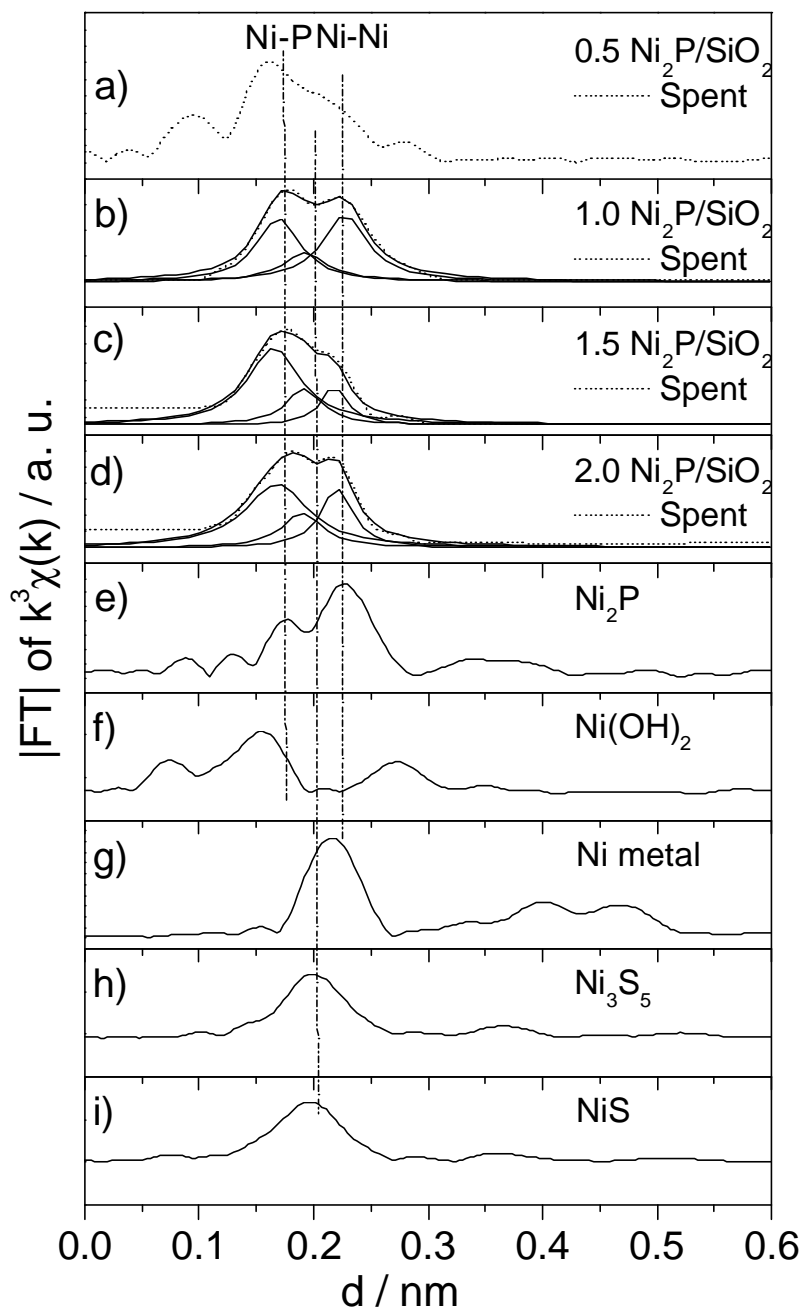 Ni-P Ni-Ni
a) 0.5 Ni₂P/SiO₂
Spent
b) 1.0 Ni₂P/SiO₂
Spent
c) 1.5 Ni₂P/SiO₂
Spent
d) 2.0 Ni₂P/SiO₂
Spent
e) Ni₂P
f) Ni(OH)₂
g) Ni metal
h) Ni₃S₅
i) NiS
|FT| of k³χ(k) / a. u.
0.0 0.1 0.2 0.3 0.4 0.5 0.6
d / nm